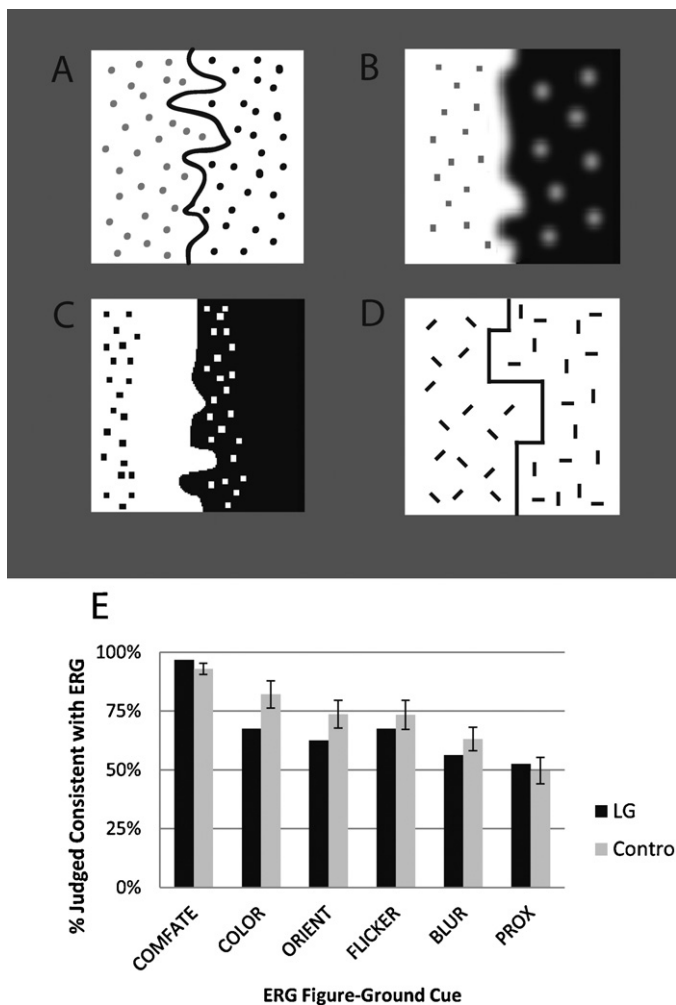 A
B
C
D
E
% Judged Consistent with ERG
100%
75%
50%
25%
0%
COMFATE
COLOR
ORIENT
FLICKER
BLUR
PROX
ERG Figure-Ground Cue
LG
Contro